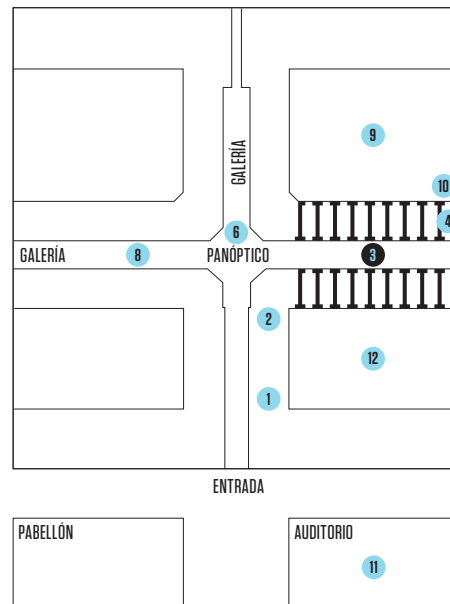 GALERÍA
9
10
4
6
GALERÍA
8
PANÓPTICO
3
2
12
1
ENTRADA
PABELLÓN
AUDITORIO
11